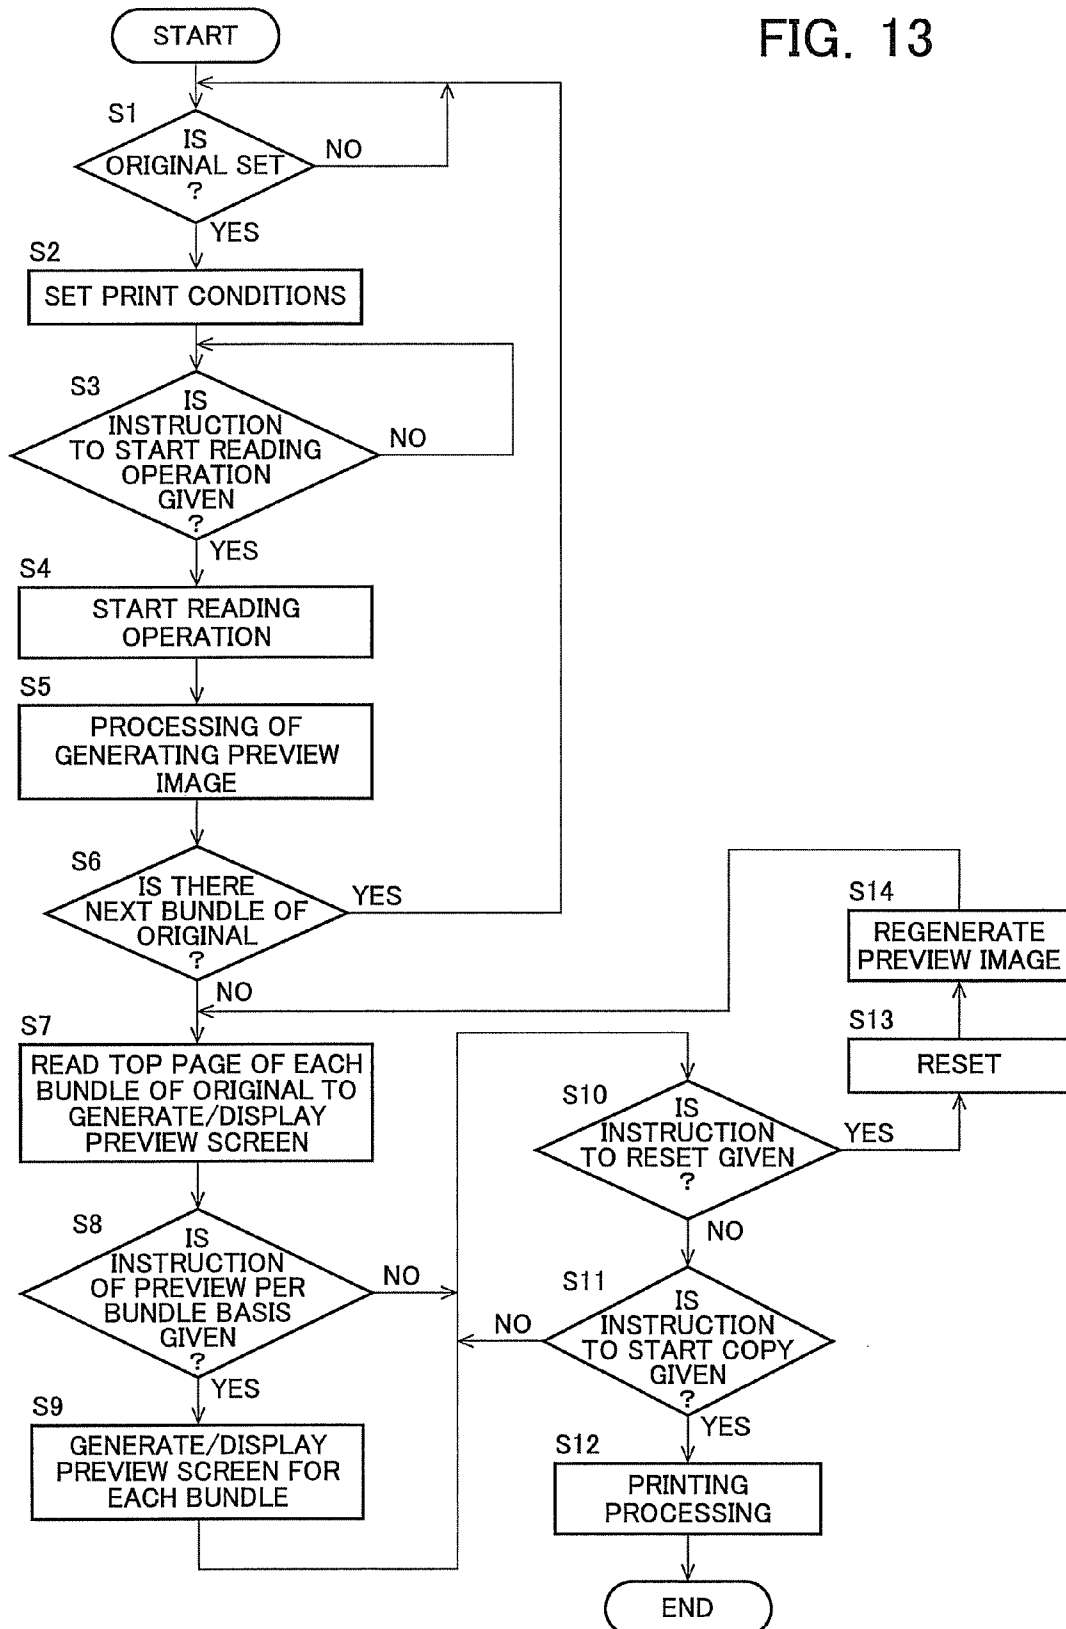 FIG. 13
START
S1
IS
ORIGINAL SET
?
NO
YES
S2
SET PRINT CONDITIONS
S3
IS
INSTRUCTION
TO START READING
OPERATION
GIVEN
?
NO
YES
S4
START READING
OPERATION
S5
PROCESSING OF
GENERATING PREVIEW
IMAGE
S6
IS THERE
NEXT BUNDLE OF
ORIGINAL
?
YES
NO
S7
READ TOP PAGE OF EACH
BUNDLE OF ORIGINAL TO
GENERATE/DISPLAY
PREVIEW SCREEN
S8
IS
INSTRUCTION
OF PREVIEW PER
BUNDLE BASIS
GIVEN
?
NO
YES
S9
GENERATE/DISPLAY
PREVIEW SCREEN FOR
EACH BUNDLE
S10
IS
INSTRUCTION
TO RESET GIVEN
?
YES
NO
S11
IS
INSTRUCTION
TO START COPY
GIVEN
?
NO
YES
S12
PRINTING
PROCESSING
END
S14
REGENERATE
PREVIEW IMAGE
S13
RESET